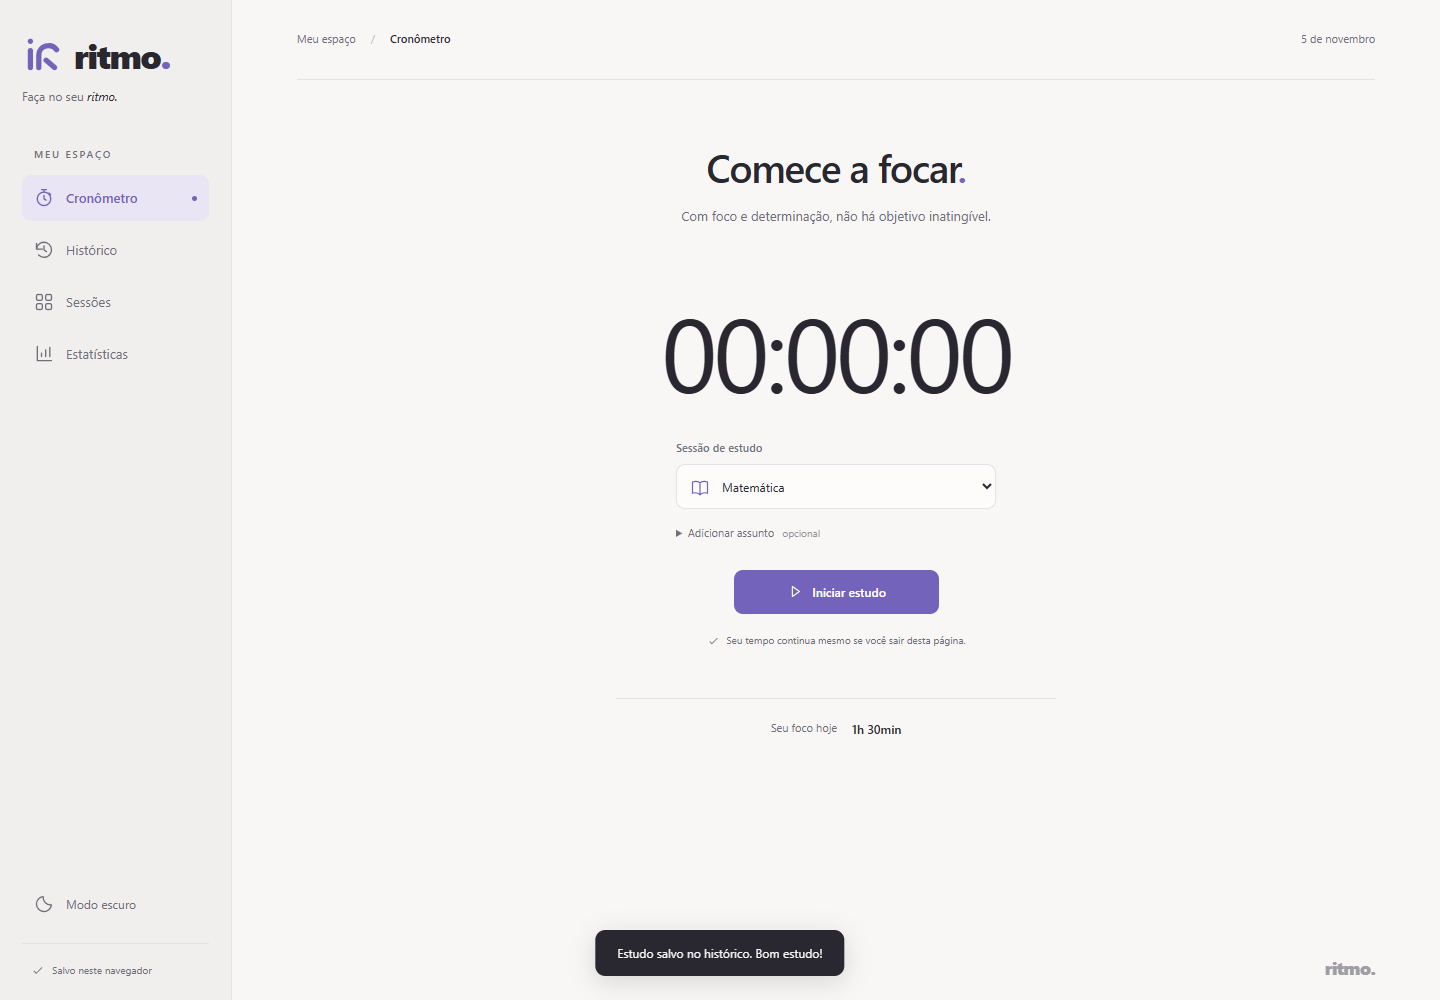 ritmo.
Faça no seu ritmo.
MEU ESPAÇO
Cronômetro
Histórico
Sessões
Estatísticas
Modo escuro
Salvo neste navegador
Meu espaço / Cronômetro
5 de novembro
Comece a focar.
Com foco e determinação, não há objetivo inatingível.
00:00:00
Sessão de estudo
Matemática
Adicionar assunto opcional
Iniciar estudo
Seu tempo continua mesmo se você sair desta página.
Seu foco hoje 1h 30min
Estudo salvo no histórico. Bom estudo!
ritmo.